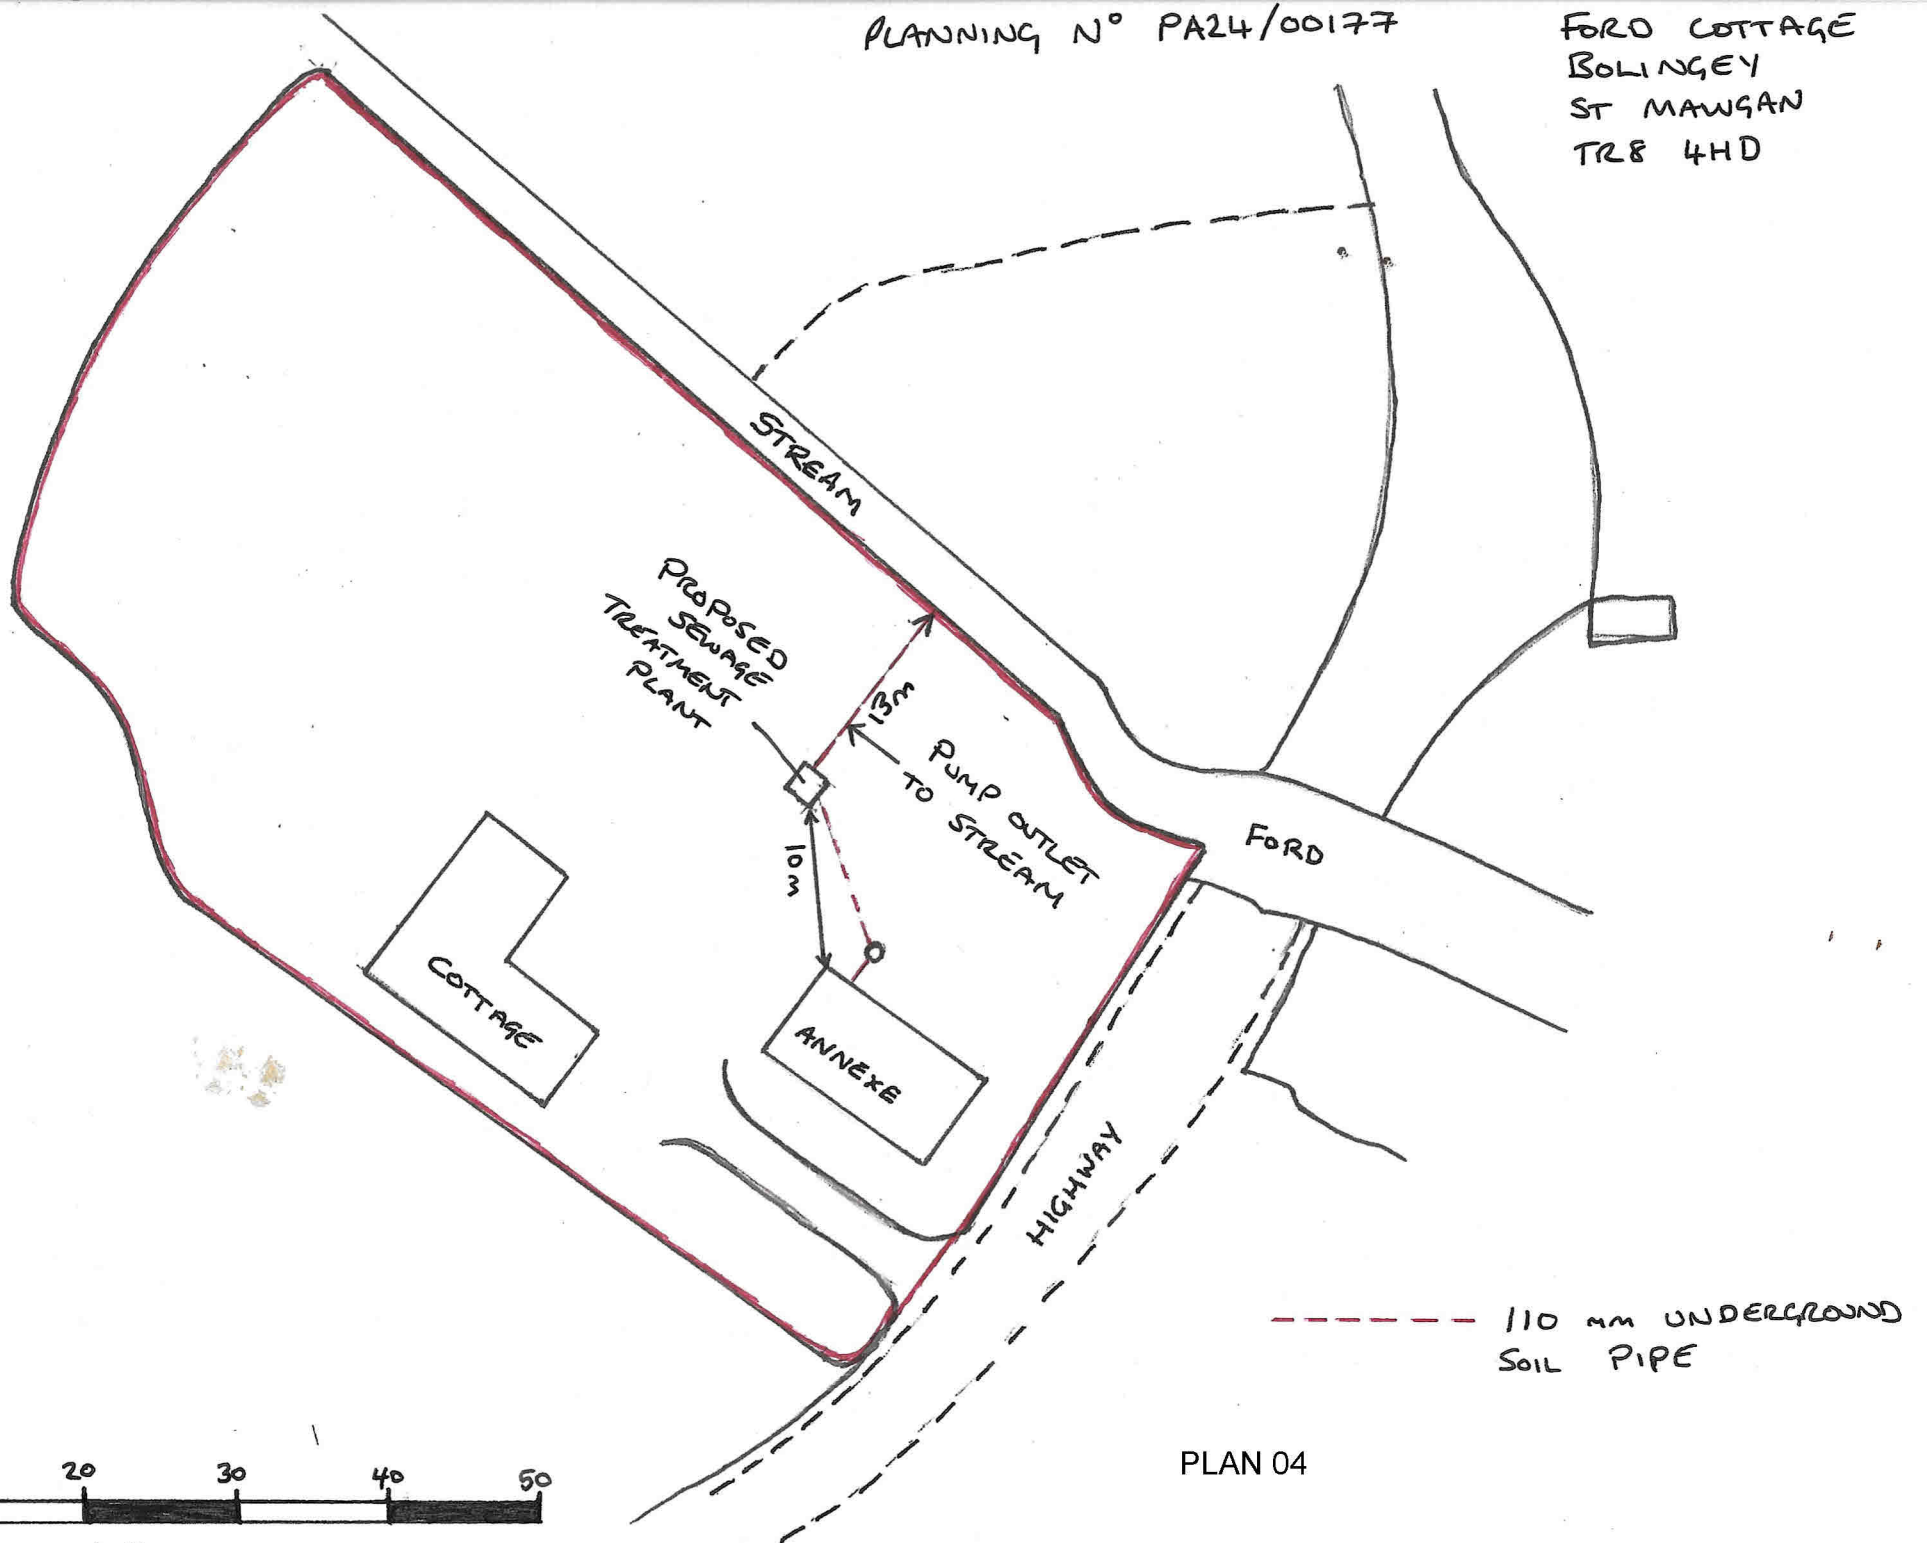 PLANNING Nº PA24/00177
FORD COTTAGE
BOLINGEY
ST MAWGAN
TR8 4HD
STREAM
PROPOSED
SEWAGE
TREATMENT
PLANT
13m
PUMP OUTLET
TO STREAM
10m
FORD
COTTAGE
ANNEXE
HIGHWAY
110 mm UNDERGROUND
SOIL PIPE
PLAN 04
20 30 40 50